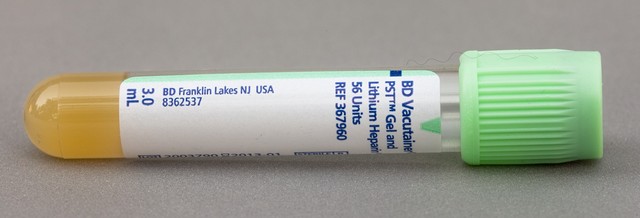 BD Vacutainer
PST™ Gel and
Lithium Heparin
56 Units
REF 367960
BD Franklin Lakes NJ USA
8362537
3.0
mL